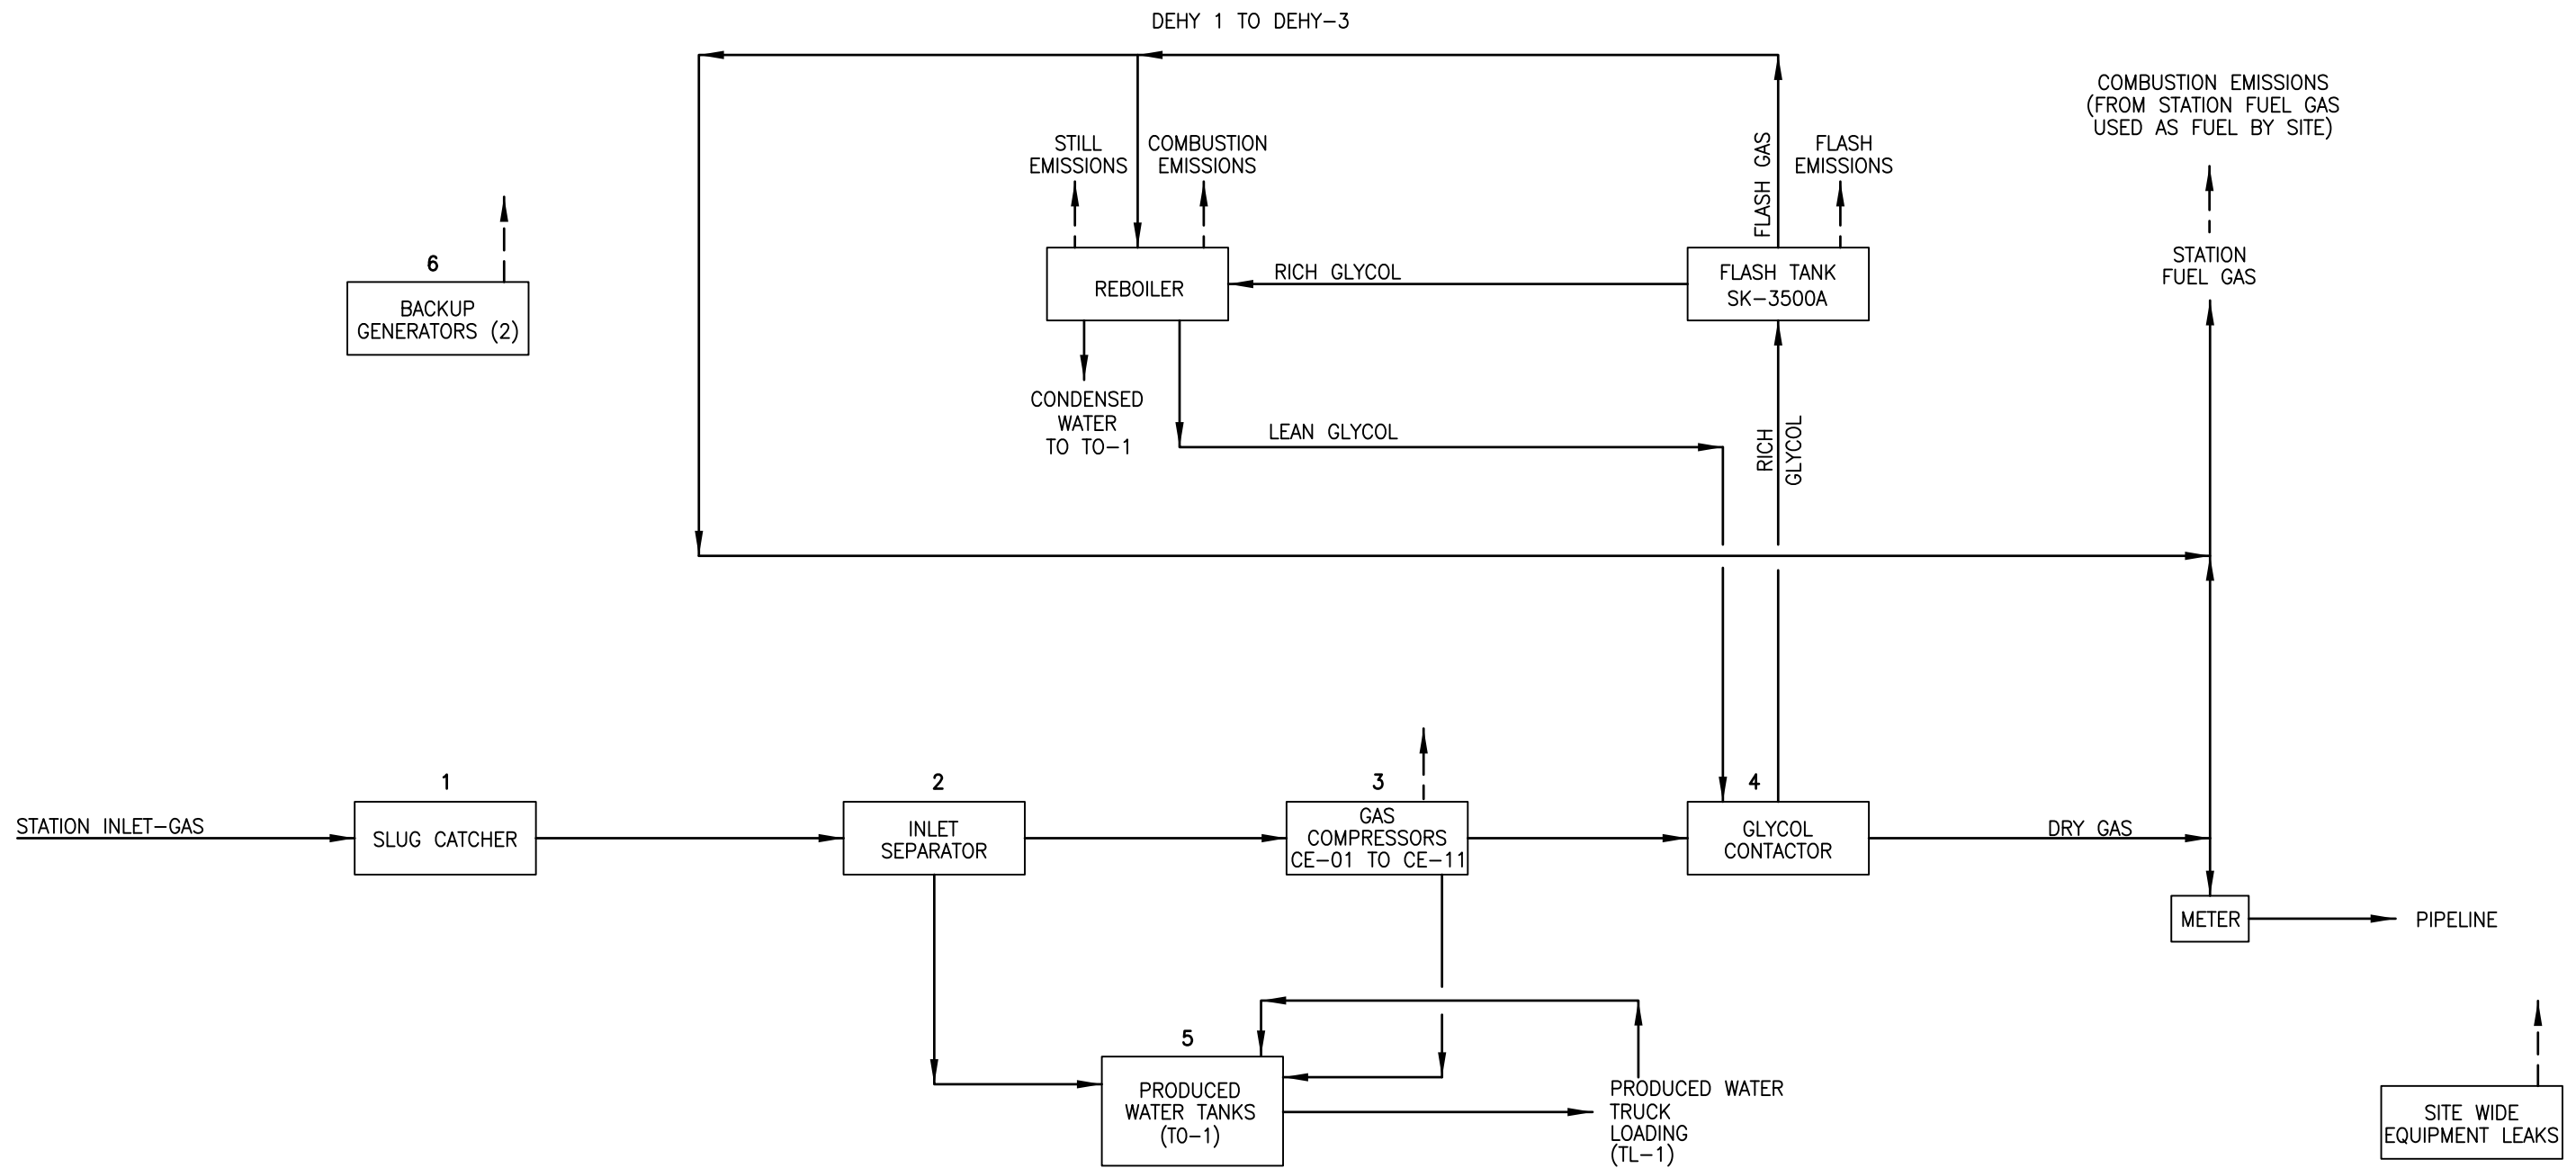 DEHY 1 TO DEHY-3
COMBUSTION EMISSIONS
(FROM STATION FUEL GAS
USED AS FUEL BY SITE)
STILL
EMISSIONS
COMBUSTION
EMISSIONS
FLASH GAS
FLASH
EMISSIONS
6
BACKUP
GENERATORS (2)
REBOILER
RICH GLYCOL
FLASH TANK
SK-3500A
STATION
FUEL GAS
CONDENSED
WATER
TO TO-1
LEAN GLYCOL
RICH
GLYCOL
1
2
3
4
STATION INLET-GAS
SLUG CATCHER
INLET
SEPARATOR
GAS
COMPRESSORS
CE-01 TO CE-11
GLYCOL
CONTACTOR
DRY GAS
METER
PIPELINE
5
PRODUCED
WATER TANKS
(TO-1)
PRODUCED WATER
TRUCK
LOADING
(TL-1)
SITE WIDE
EQUIPMENT LEAKS